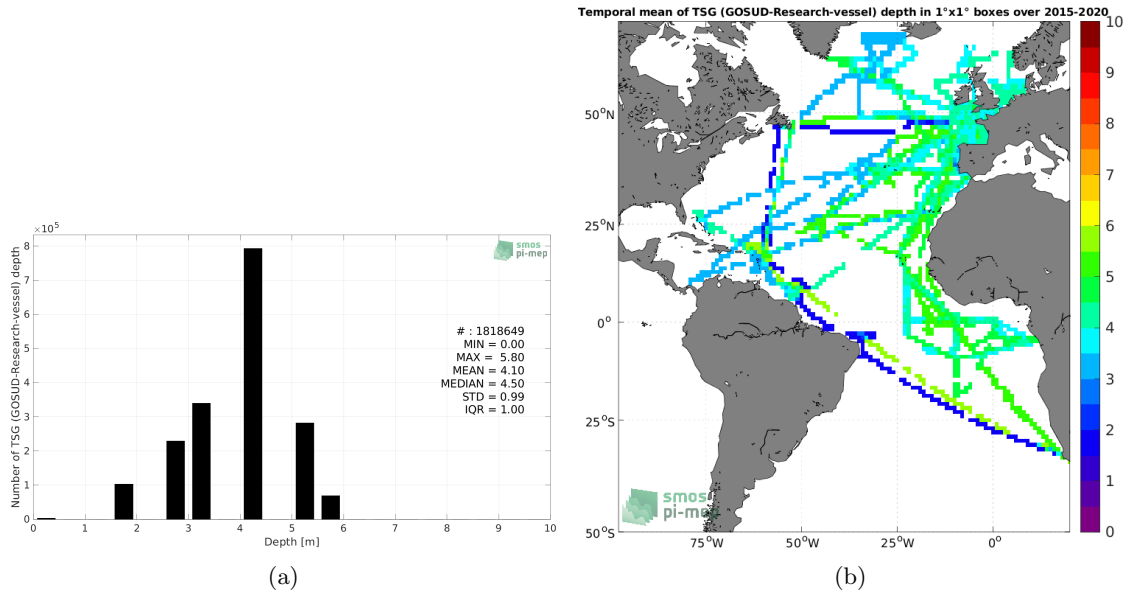 Temporal mean of TSG (GOSUD-Research-vessel) depth in 1°x1° boxes over 2015-2020
×10⁵
Number of TSG (GOSUD-Research-vessel) depth
8
7
6
5
4
3
2
1
0
smos
pi-mep
# : 1818649
MIN = 0.00
MAX = 5.80
MEAN = 4.10
MEDIAN = 4.50
STD = 0.99
IQR = 1.00
0 1 2 3 4 5 6 7 8 9 10
Depth [m]
(a)
50°N
25°N
0°
25°S
50°S
smos
pi-mep
75°W 50°W 25°W 0°
10
9
8
7
6
5
4
3
2
1
0
(b)